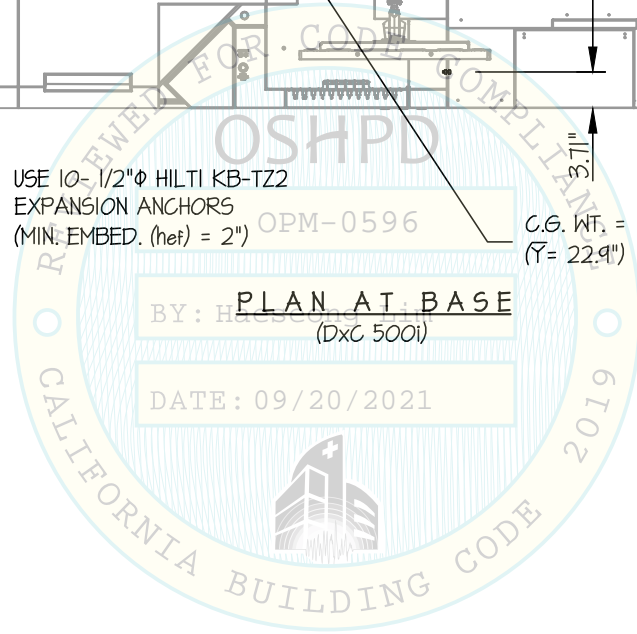 REVIEWED FOR CODE COMPLIANCE
OSHPD
3.71"
USE 10- 1/2"Φ HILTI KB-TZ2
EXPANSION ANCHORS
(MIN. EMBED. (hef) = 2")
OPM-0596
C.G. WT. =
(Y̅= 22.9")
PLAN AT BASE
BY: Haeseong Lim
(DxC 500i)
DATE: 09/20/2021
CALIFORNIA BUILDING CODE 2019